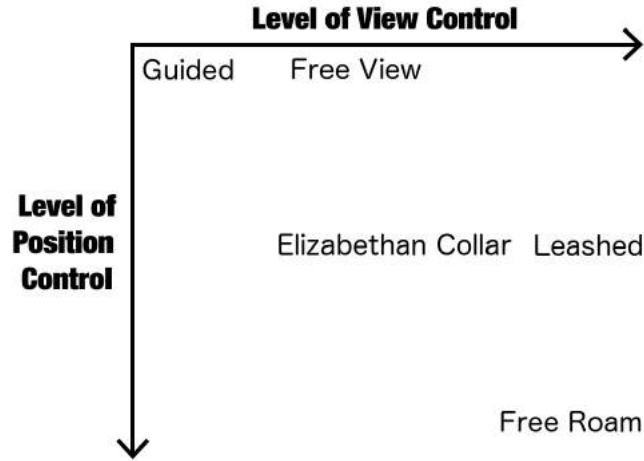 Level of View Control
Guided
Free View
Level of
Position
Control
Elizabethan Collar
Leashed
Free Roam